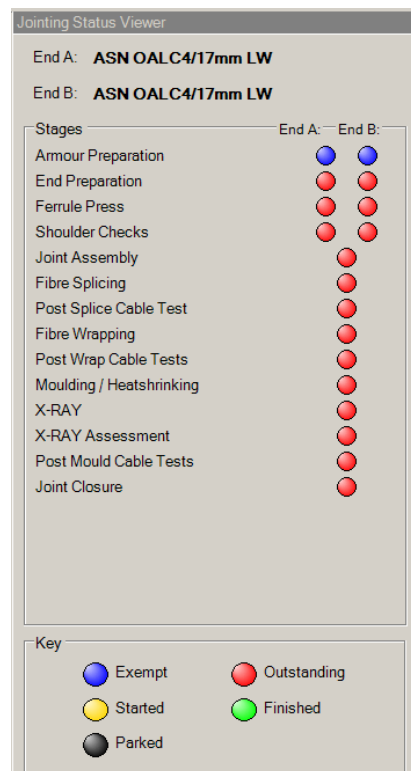 Jointing Status Viewer
End A: ASN OALC4/17mm LW
End B: ASN OALC4/17mm LW
Stages End A: End B:
Armour Preparation
End Preparation
Ferrule Press
Shoulder Checks
Joint Assembly
Fibre Splicing
Post Splice Cable Test
Fibre Wrapping
Post Wrap Cable Tests
Moulding / Heatshrinking
X-RAY
X-RAY Assessment
Post Mould Cable Tests
Joint Closure
Key
Exempt Outstanding
Started Finished
Parked